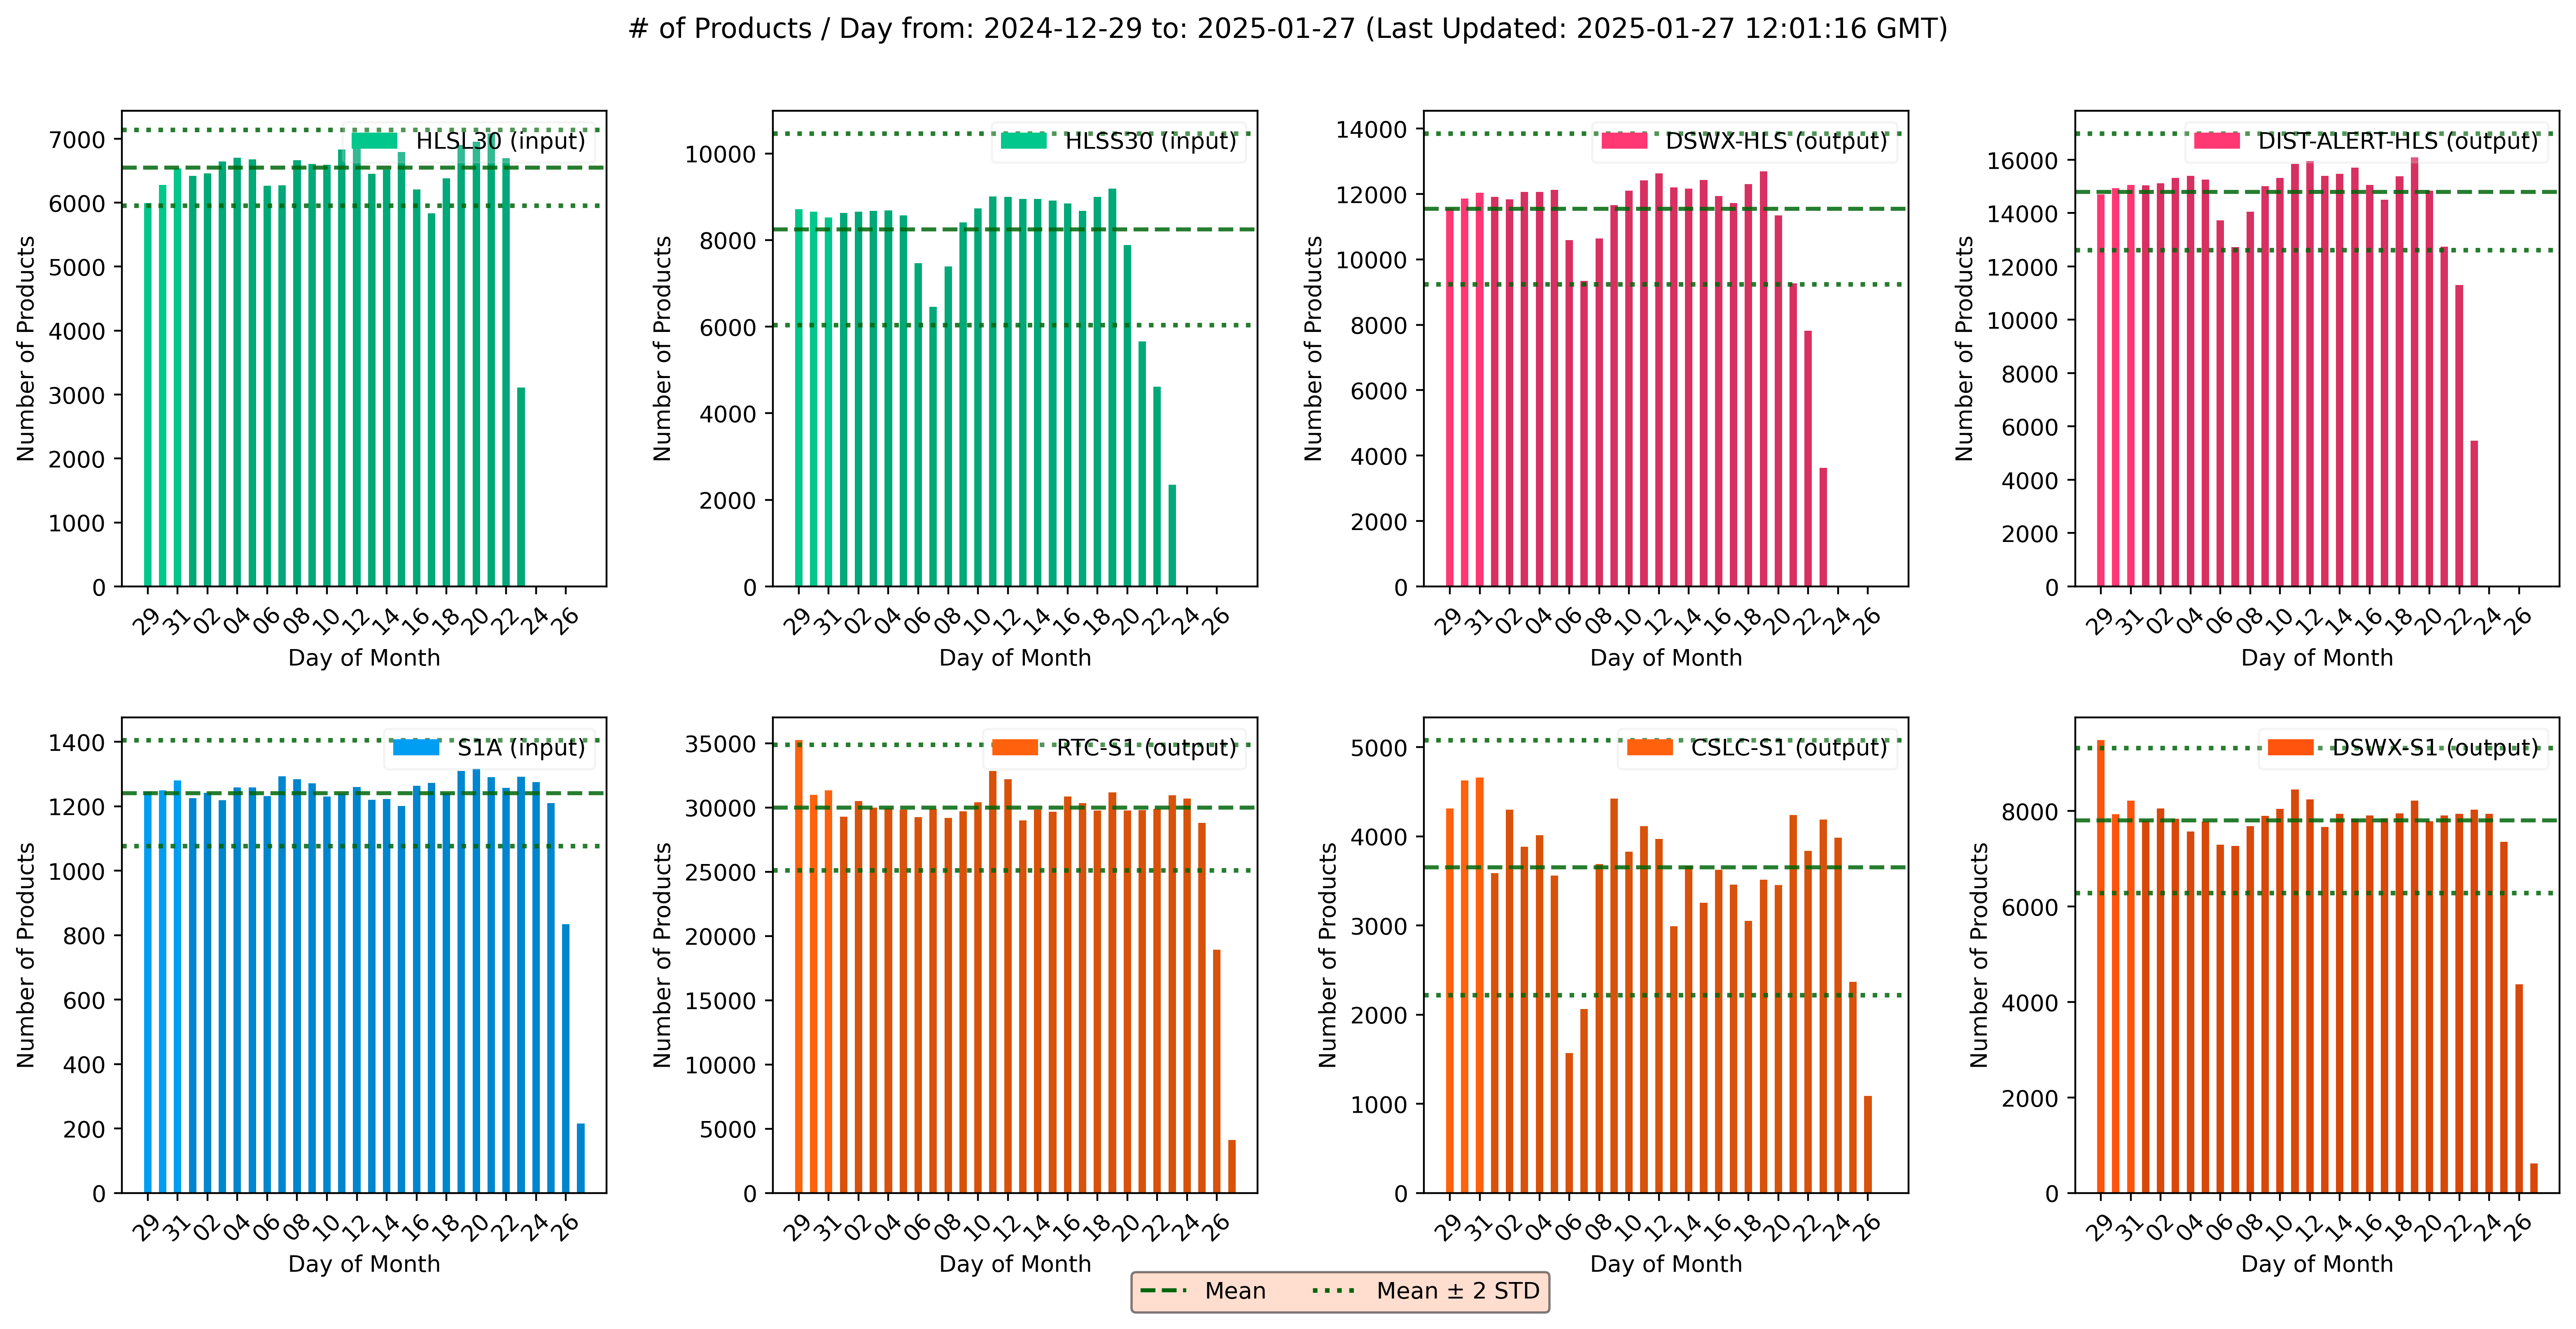 # of Products / Day from: 2024-12-29 to: 2025-01-27 (Last Updated: 2025-01-27 12:01:16 GMT)
HLSL30 (input)
Number of Products
7000
6000
5000
4000
3000
2000
1000
0
29 31 02 04 06 08 10 12 14 16 18 20 22 24 26
Day of Month
HLSS30 (input)
Number of Products
10000
8000
6000
4000
2000
0
29 31 02 04 06 08 10 12 14 16 18 20 22 24 26
Day of Month
DSWX-HLS (output)
Number of Products
14000
12000
10000
8000
6000
4000
2000
0
29 31 02 04 06 08 10 12 14 16 18 20 22 24 26
Day of Month
DIST-ALERT-HLS (output)
Number of Products
16000
14000
12000
10000
8000
6000
4000
2000
0
29 31 02 04 06 08 10 12 14 16 18 20 22 24 26
Day of Month
S1A (input)
Number of Products
1400
1200
1000
800
600
400
200
0
29 31 02 04 06 08 10 12 14 16 18 20 22 24 26
Day of Month
RTC-S1 (output)
Number of Products
35000
30000
25000
20000
15000
10000
5000
0
29 31 02 04 06 08 10 12 14 16 18 20 22 24 26
Day of Month
CSLC-S1 (output)
Number of Products
5000
4000
3000
2000
1000
0
29 31 02 04 06 08 10 12 14 16 18 20 22 24 26
Day of Month
DSWX-S1 (output)
Number of Products
8000
6000
4000
2000
0
29 31 02 04 06 08 10 12 14 16 18 20 22 24 26
Day of Month
Mean Mean ± 2 STD